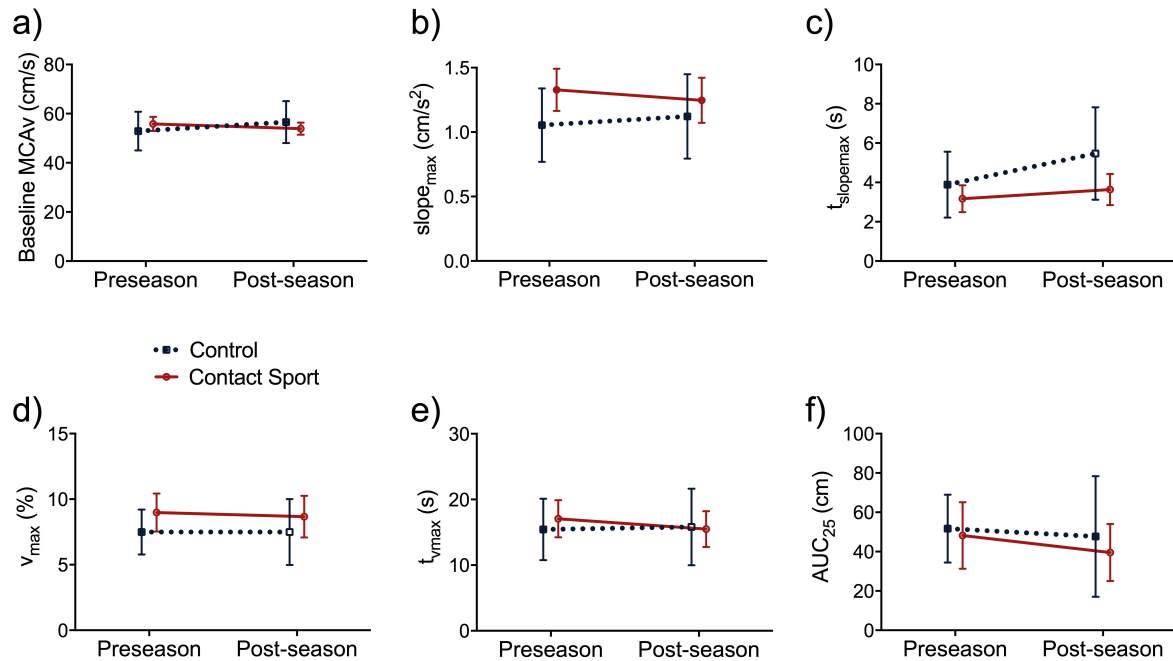 a)
Baseline MCAv (cm/s)
80
60
40
20
0
Preseason Post-season
b)
slopemax (cm/s2)
1.5
1.0
0.5
0.0
Preseason Post-season
c)
tslopemax (s)
10
8
6
4
2
0
Preseason Post-season
Control
Contact Sport
d)
vmax (%)
15
10
5
0
Preseason Post-season
e)
tvmax (s)
30
20
10
0
Preseason Post-season
f)
AUC25 (cm)
100
80
60
40
20
0
Preseason Post-season